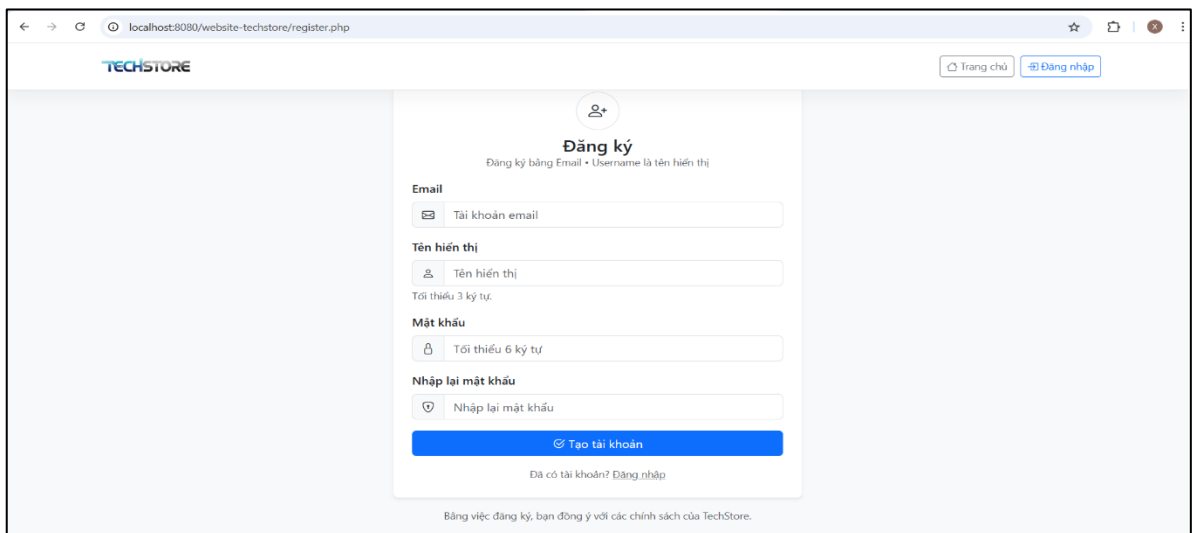 localhost:8080/website-techstore/register.php
X
TECHSTORE
Trang chủ
Đăng nhập
Đăng ký
Đăng ký bằng Email • Username là tên hiển thị
Email
Tài khoản email
Tên hiển thị
Tên hiển thị
Tối thiểu 3 ký tự.
Mật khẩu
Tối thiểu 6 ký tự
Nhập lại mật khẩu
Nhập lại mật khẩu
Tạo tài khoản
Đã có tài khoản? Đăng nhập
Bằng việc đăng ký, bạn đồng ý với các chính sách của TechStore.